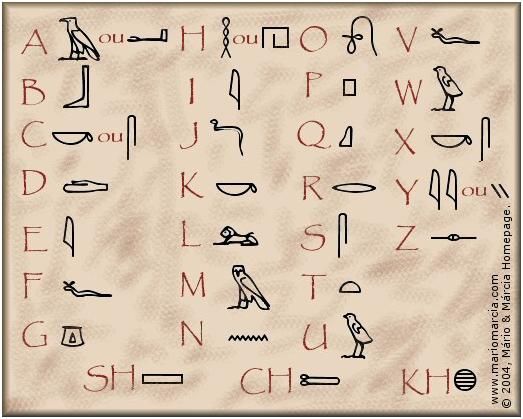 A ou H ou O V
B I P W
C ou J Q X
D K R Y ou
E L S Z
F M T
G N U
SH CH KH
www.mariomarcia.com
© 2004, Mário & Márcia Homepage.